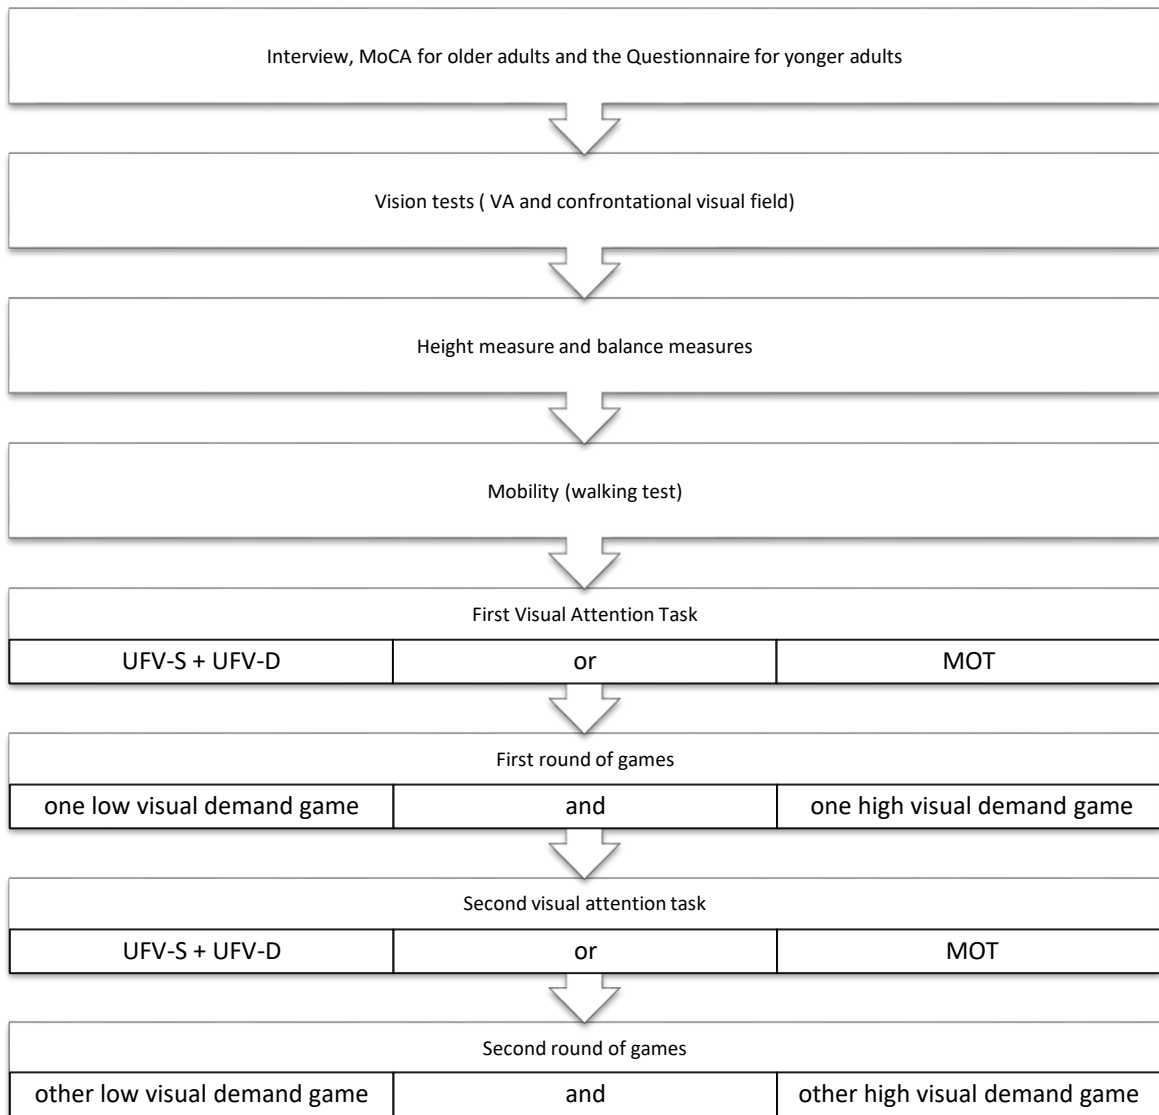 Interview, MoCA for older adults and the Questionnaire for yonger adults
Vision tests ( VA and confrontational visual field)
Height measure and balance measures
Mobility (walking test)
First Visual Attention Task
UFV-S + UFV-D or MOT
First round of games
one low visual demand game and one high visual demand game
Second visual attention task
UFV-S + UFV-D or MOT
Second round of games
other low visual demand game and other high visual demand game